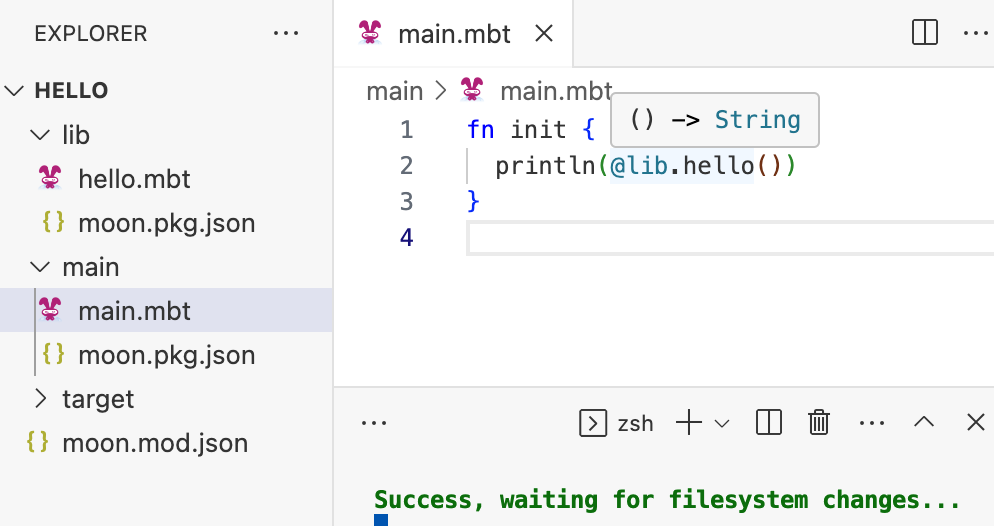 EXPLORER
HELLO
lib
hello.mbt
{} moon.pkg.json
main
main.mbt
{} moon.pkg.json
target
{} moon.mod.json
main.mbt
main > main.mbt
() -> String
1 fn init {
2 println(@lib.hello())
3 }
4
zsh
Success, waiting for filesystem changes...